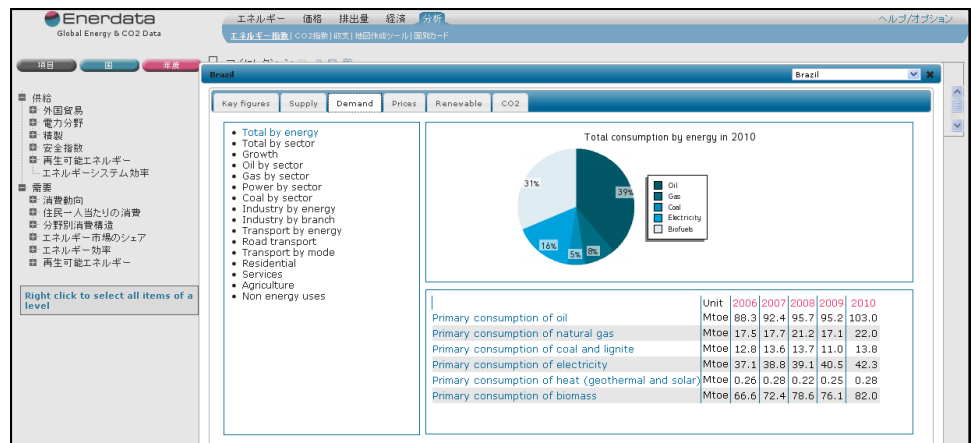 Enerdata
Global Energy & CO2 Data
エネルギー 価格 排出量 経済 分析
ヘルプ/オプション
エネルギー指数| CO2指数| 収支| 地図作成ツール| 国別カード
項目 国 年度
Brazil
Brazil
Key figures Supply Demand Prices Renewable CO2
供給
外国貿易
電力分野
精製
安全指数
再生可能エネルギー
エネルギーシステム効率
需要
消費動向
住民一人当たりの消費
分野別消費構造
エネルギー市場のシェア
エネルギー効率
再生可能エネルギー
Right click to select all items of a
level
Total by energy
Total by sector
Growth
Oil by sector
Gas by sector
Power by sector
Coal by sector
Industry by energy
Industry by branch
Transport by energy
Road transport
Transport by mode
Residential
Services
Agriculture
Non energy uses
Total consumption by energy in 2010
31%
39%
16%
5%
8%
Oil
Gas
Coal
Electricity
Biofuels
Unit 2006 2007 2008 2009 2010
Primary consumption of oil Mtoe 88.3 92.4 95.7 95.2 103.0
Primary consumption of natural gas Mtoe 17.5 17.7 21.2 17.1 22.0
Primary consumption of coal and lignite Mtoe 12.8 13.6 13.7 11.0 13.8
Primary consumption of electricity Mtoe 37.1 38.8 39.1 40.5 42.3
Primary consumption of heat (geothermal and solar) Mtoe 0.26 0.28 0.22 0.25 0.28
Primary consumption of biomass Mtoe 66.6 72.4 78.6 76.1 82.0